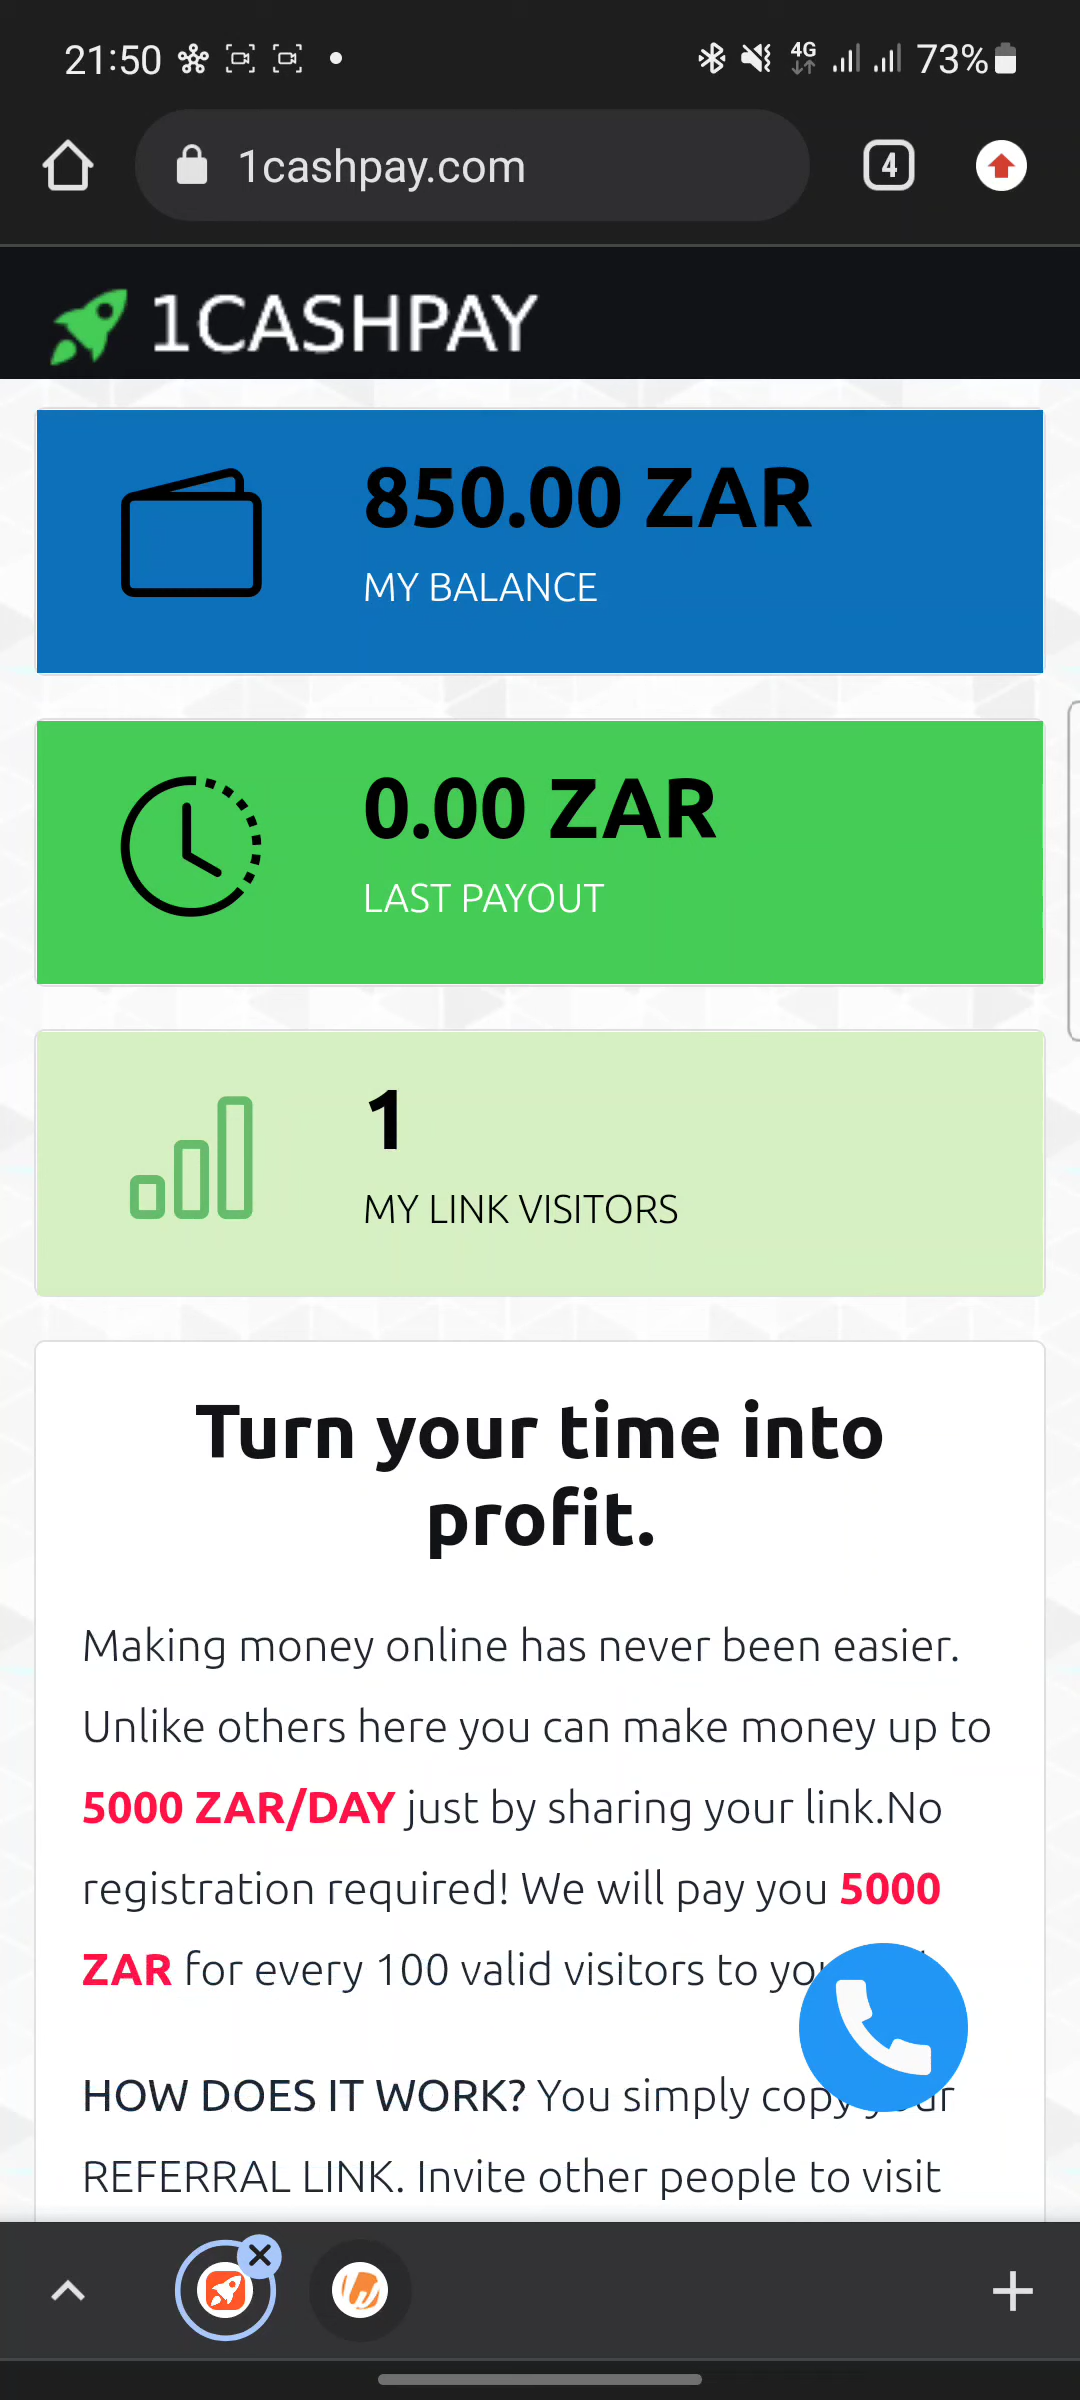 21:50 4G 73%
1cashpay.com 4
1CASHPAY
850.00 ZAR
MY BALANCE
0.00 ZAR
LAST PAYOUT
1
MY LINK VISITORS
Turn your time into
profit.
Making money online has never been easier.
Unlike others here you can make money up to
5000 ZAR/DAY just by sharing your link.No
registration required! We will pay you 5000
ZAR for every 100 valid visitors to
HOW DOES IT WORK? You simply copy
REFERRAL LINK. Invite other people to visit